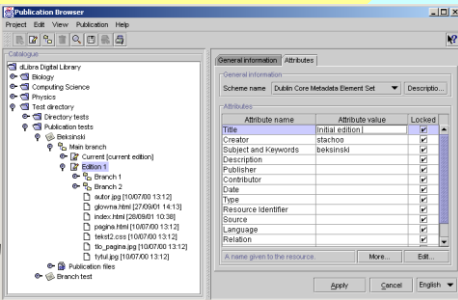 Publication Browser
Project Edit View Publication Help
Catalogue
dLibra Digital Library
Biology
Computing Science
Physics
Test directory
Directory tests
Publication tests
Beksinski
Main branch
Current [current edition]
Edition 1
Branch 1
Branch 2
autor.jpg [10/07/00 13:12]
glowna.html [27/09/01 14:13]
index.html [28/09/01 10:38]
pagina.html [10/07/00 13:12]
tekst2.css [10/07/00 13:12]
tlo_pagina.jpg [10/07/00 13:12]
tytul.jpg [10/07/00 13:12]
Publication files
Branch test
General information Attributes
General information
Scheme name Dublin Core Metadata Element Set Descriptio...
Attributes
Attribute name Attribute value Locked
Title Initial edition
Creator stachoo
Subject and Keywords beksinski
Description
Publisher
Contributor
Date
Type
Resource Identifier
Source
Language
Relation
A name given to the resource. More... Edit...
Apply Cancel English